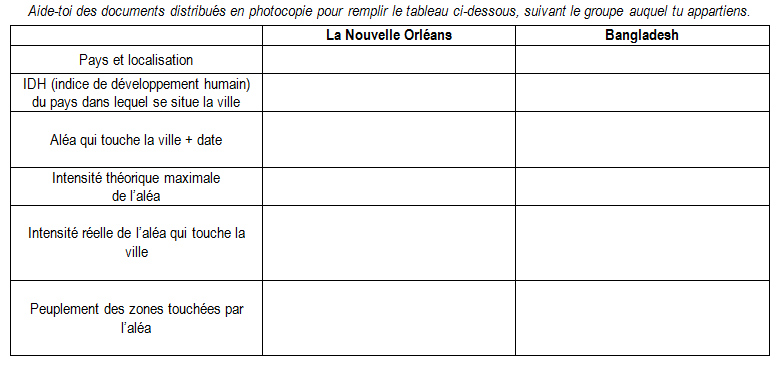 Aide-toi des documents distribués en photocopie pour remplir le tableau ci-dessous, suivant le groupe auquel tu appartiens.
La Nouvelle Orléans Bangladesh
Pays et localisation
IDH (indice de développement humain)
du pays dans lequel se situe la ville
Aléa qui touche la ville + date
Intensité théorique maximale
de l'aléa
Intensité réelle de l'aléa qui touche la
ville
Peuplement des zones touchées par
l'aléa